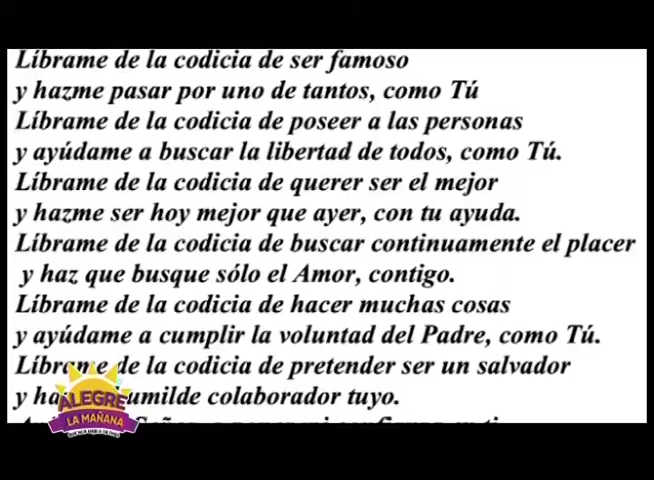 Líbrame de la codicia de ser famoso
y hazme pasar por uno de tantos, como Tú
Líbrame de la codicia de poseer a las personas
y ayúdame a buscar la libertad de todos, como Tú.
Líbrame de la codicia de querer ser el mejor
y hazme ser hoy mejor que ayer, con tu ayuda.
Líbrame de la codicia de buscar continuamente el placer
y haz que busque sólo el Amor, contigo.
Líbrame de la codicia de hacer muchas cosas
y ayúdame a cumplir la voluntad del Padre, como Tú.
Líbrame de la codicia de pretender ser un salvador
y colaborador tuyo.
ALEGRE
LA MAÑANA